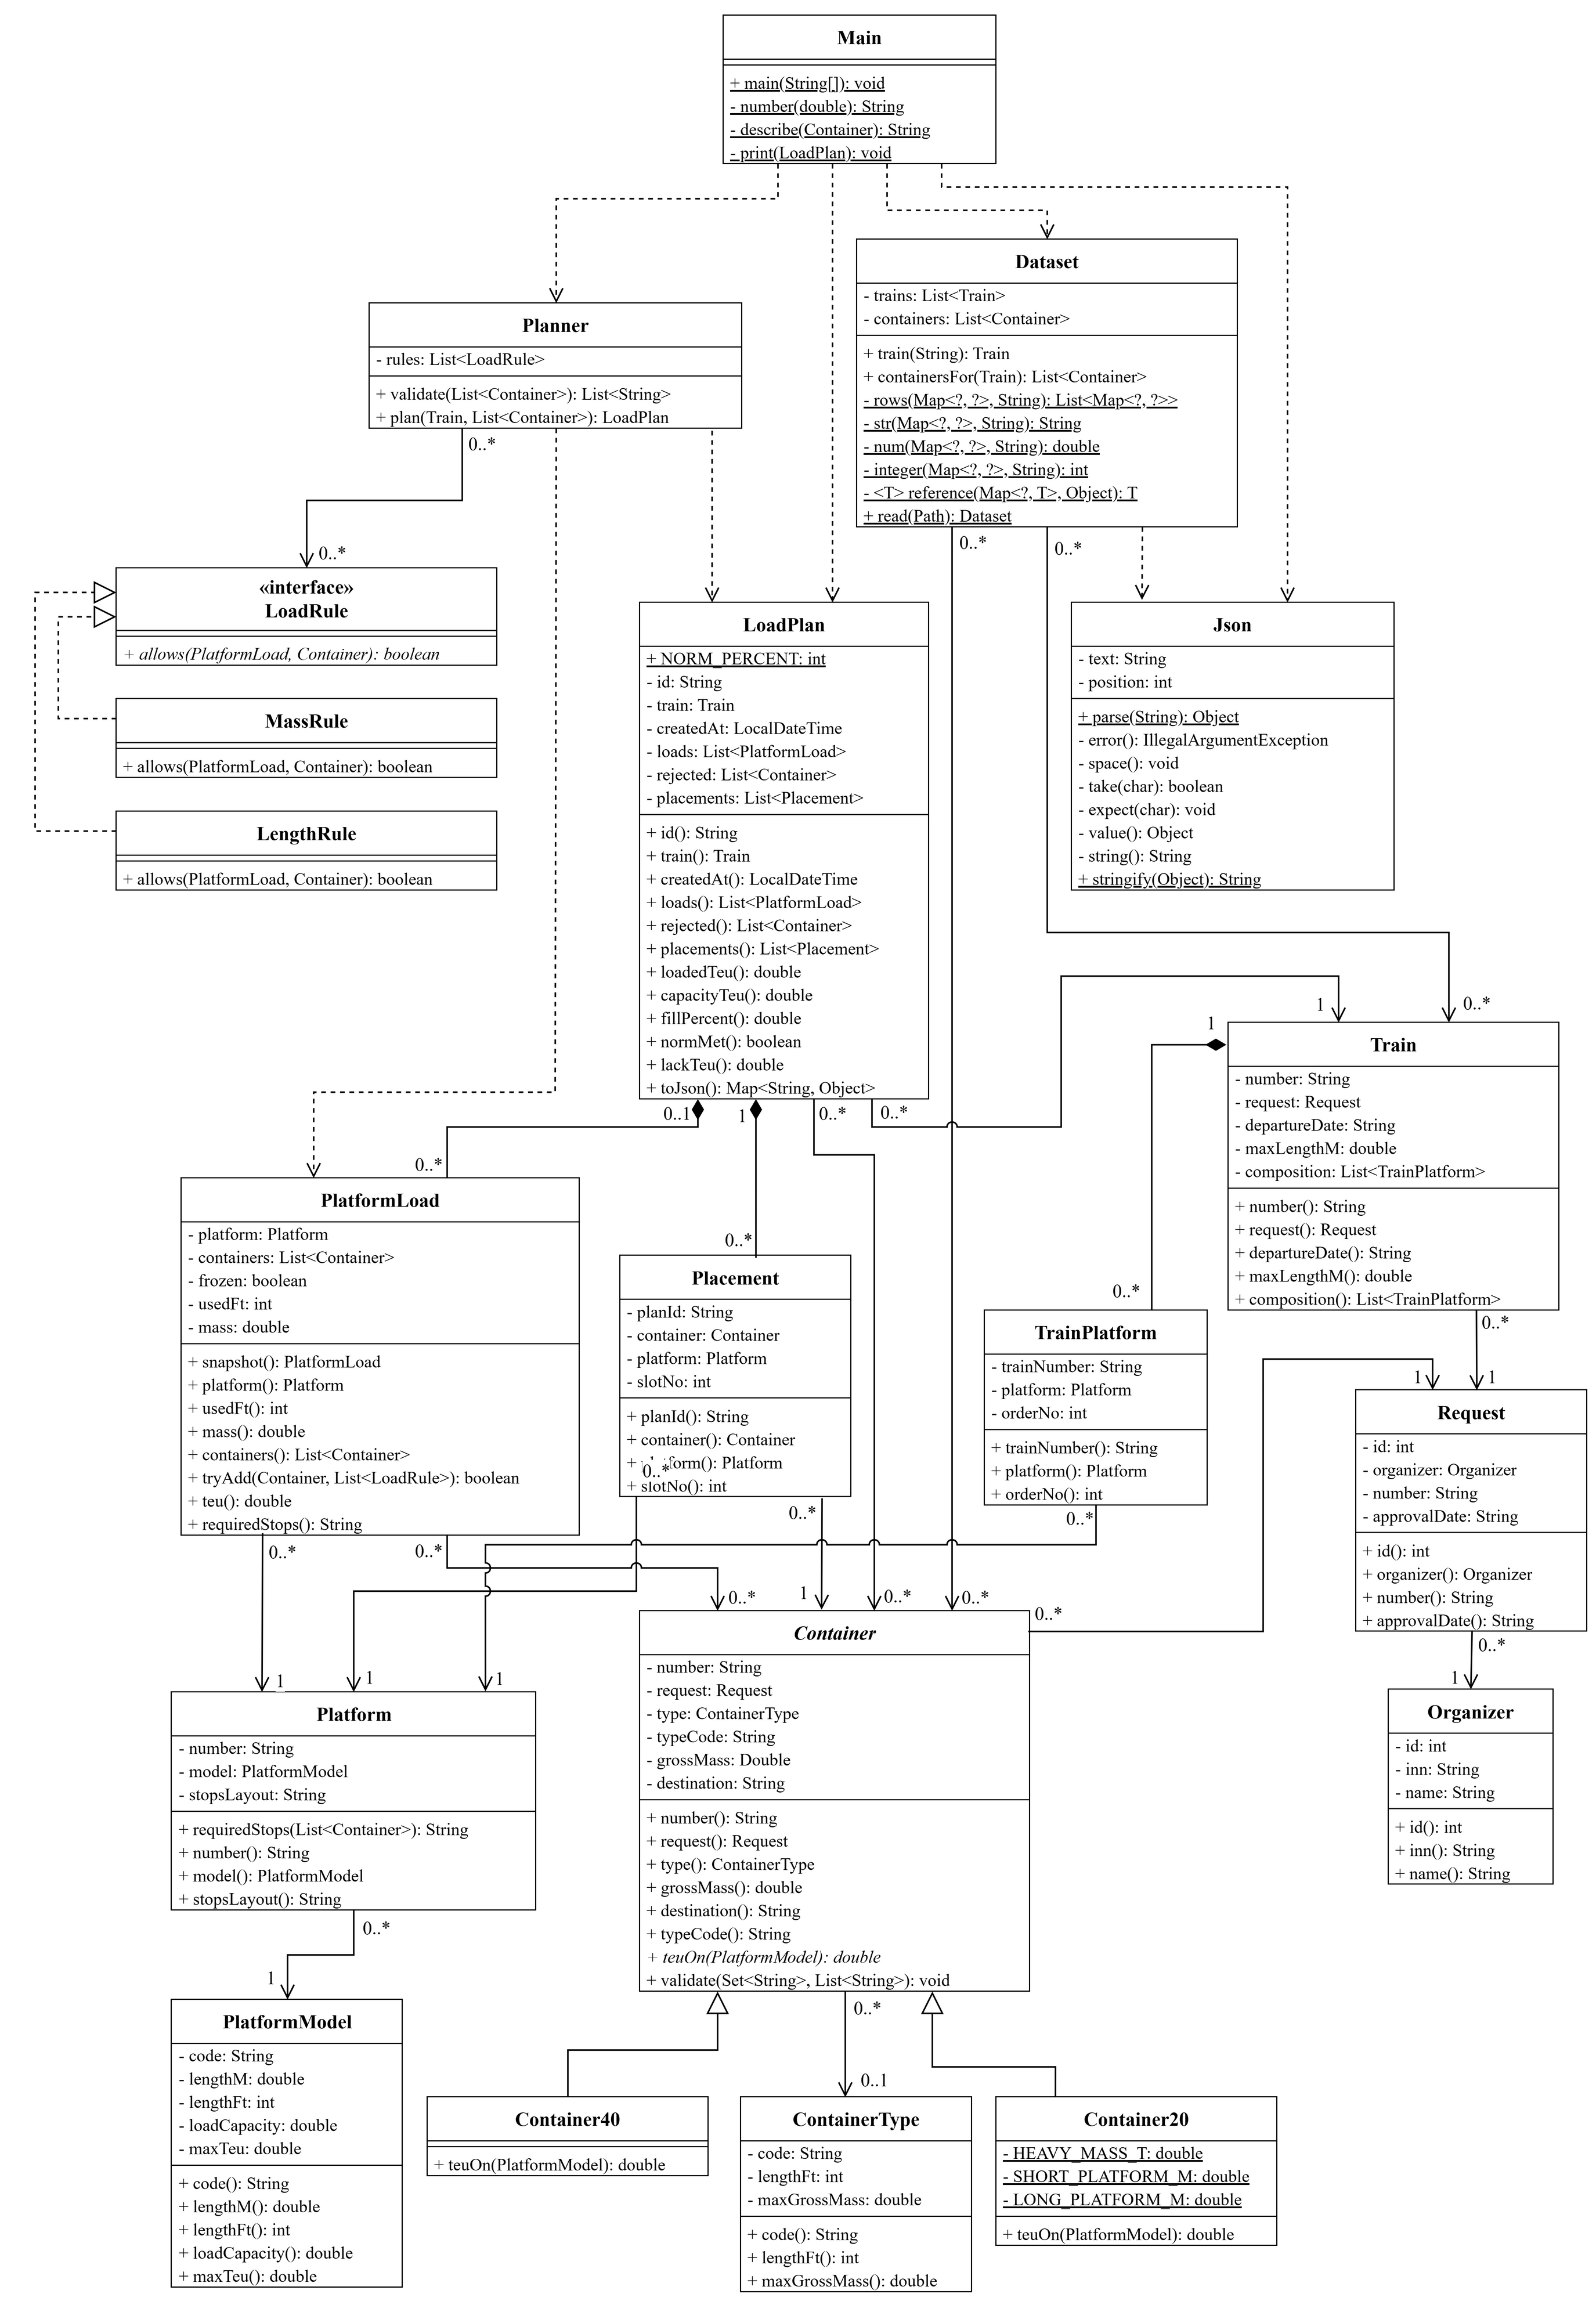 Main
+ main(String[]): void
- number(double): String
- describe(Container): String
- print(LoadPlan): void
Dataset
- trains: List<Train>
- containers: List<Container>
+ train(String): Train
+ containersFor(Train): List<Container>
- rows(Map<?, ?>, String): List<Map<?, ?>>
- str(Map<?, ?>, String): String
- num(Map<?, ?>, String): double
- integer(Map<?, ?>, String): int
- <T> reference(Map<?, T>, Object): T
+ read(Path): Dataset
0..*
0..*
Planner
- rules: List<LoadRule>
+ validate(List<Container>): List<String>
+ plan(Train, List<Container>): LoadPlan
0..*
0..*
«interface»
LoadRule
+ allows(PlatformLoad, Container): boolean
MassRule
+ allows(PlatformLoad, Container): boolean
LengthRule
+ allows(PlatformLoad, Container): boolean
LoadPlan
+ NORM_PERCENT: int
- id: String
- train: Train
- createdAt: LocalDateTime
- loads: List<PlatformLoad>
- rejected: List<Container>
- placements: List<Placement>
+ id(): String
+ train(): Train
+ createdAt(): LocalDateTime
+ loads(): List<PlatformLoad>
+ rejected(): List<Container>
+ placements(): List<Placement>
+ loadedTeu(): double
+ capacityTeu(): double
+ fillPercent(): double
+ normMet(): boolean
+ lackTeu(): double
+ toJson(): Map<String, Object>
0..1
1
0..*
0..*
Json
- text: String
- position: int
+ parse(String): Object
- error(): IllegalArgumentException
- space(): void
- take(char): boolean
- expect(char): void
- value(): Object
- string(): String
+ stringify(Object): String
1
0..*
1
Train
- number: String
- request: Request
- departureDate: String
- maxLengthM: double
- composition: List<TrainPlatform>
+ number(): String
+ request(): Request
+ departureDate(): String
+ maxLengthM(): double
+ composition(): List<TrainPlatform>
0..*
0..*
PlatformLoad
- platform: Platform
- containers: List<Container>
- frozen: boolean
- usedFt: int
- mass: double
+ snapshot(): PlatformLoad
+ platform(): Platform
+ usedFt(): int
+ mass(): double
+ containers(): List<Container>
+ tryAdd(Container, List<LoadRule>): boolean
+ teu(): double
+ requiredStops(): String
0..*
0..*
0..*
Placement
- planId: String
- container: Container
- platform: Platform
- slotNo: int
+ planId(): String
+ container(): Container
0..*
+ slotNo(): int
0..*
0..*
TrainPlatform
- trainNumber: String
- platform: Platform
- orderNo: int
+ trainNumber(): String
+ platform(): Platform
+ orderNo(): int
0..*
1
1
Request
- id: int
- organizer: Organizer
- number: String
- approvalDate: String
+ id(): int
+ organizer(): Organizer
+ number(): String
+ approvalDate(): String
0..*
1
Organizer
- id: int
- inn: String
- name: String
+ id(): int
+ inn(): String
+ name(): String
1
1
1
Platform
- number: String
- model: PlatformModel
- stopsLayout: String
+ requiredStops(List<Container>): String
+ number(): String
+ model(): PlatformModel
+ stopsLayout(): String
0..*
1
PlatformModel
- code: String
- lengthM: double
- lengthFt: int
- loadCapacity: double
- maxTeu: double
+ code(): String
+ lengthM(): double
+ lengthFt(): int
+ loadCapacity(): double
+ maxTeu(): double
0..*
1
0..*
0..*
0..*
Container
- number: String
- request: Request
- type: ContainerType
- typeCode: String
- grossMass: Double
- destination: String
+ number(): String
+ request(): Request
+ type(): ContainerType
+ grossMass(): double
+ destination(): String
+ typeCode(): String
+ teuOn(PlatformModel): double
+ validate(Set<String>, List<String>): void
0..*
0..1
Container40
+ teuOn(PlatformModel): double
ContainerType
- code: String
- lengthFt: int
- maxGrossMass: double
+ code(): String
+ lengthFt(): int
+ maxGrossMass(): double
Container20
- HEAVY_MASS_T: double
- SHORT_PLATFORM_M: double
- LONG_PLATFORM_M: double
+ teuOn(PlatformModel): double